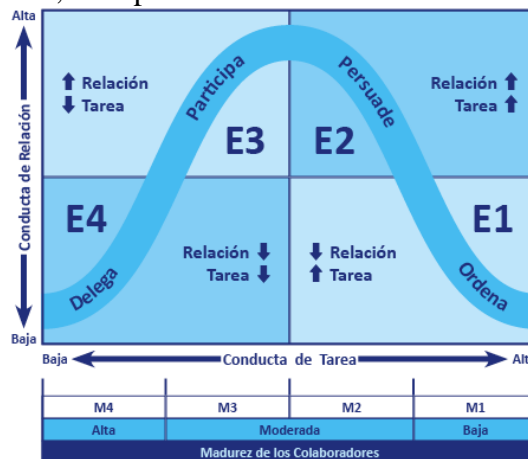 Alta
Conducta de Relación
Baja
Relación
Tarea
Participa
E3
Persuade
E2
Relación
Tarea
E4
Delega
Relación
Tarea
Relación
Tarea
E1
Ordena
Baja
Conducta de Tarea
Alt
M4
M3
M2
M1
Alta
Moderada
Baja
Madurez de los Colaboradores